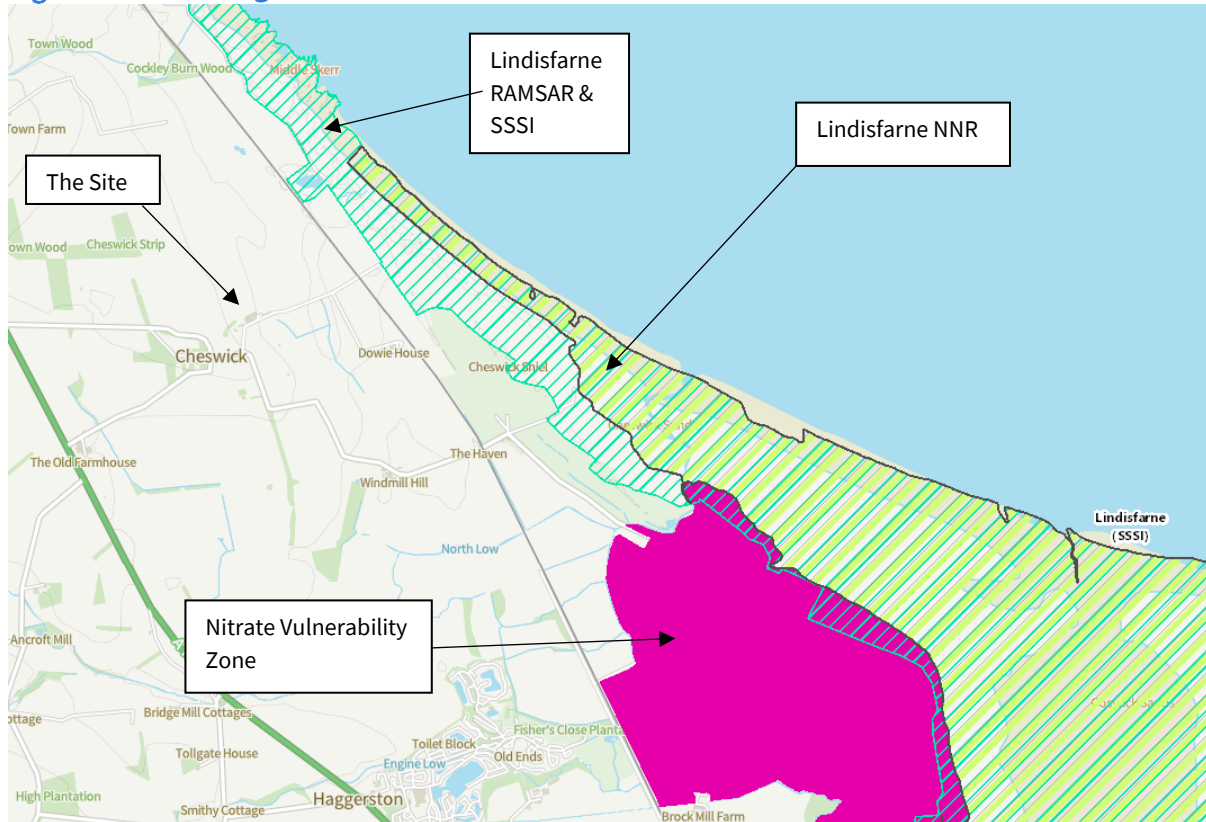 Town Wood
Cockley Burn Wood
Middle Skerr
Lindisfarne
RAMSAR &
SSSI
Lindisfarne NNR
Town Farm
The Site
own Wood
Cheswick Strip
Cheswick
Dowie House
Cheswick Shiel
The Haven
The Old Farmhouse
Windmill Hill
Lindisfarne
(SSSI)
North Low
Nitrate Vulnerability
Zone
Ancroft Mill
ottage
Bridge Mill Cottages
Tollgate House
Fisher's Close Planta
Toilet Block
Old Ends
Engine Low
High Plantation
Haggerston
Smithy Cottage
Brock Mill Farm